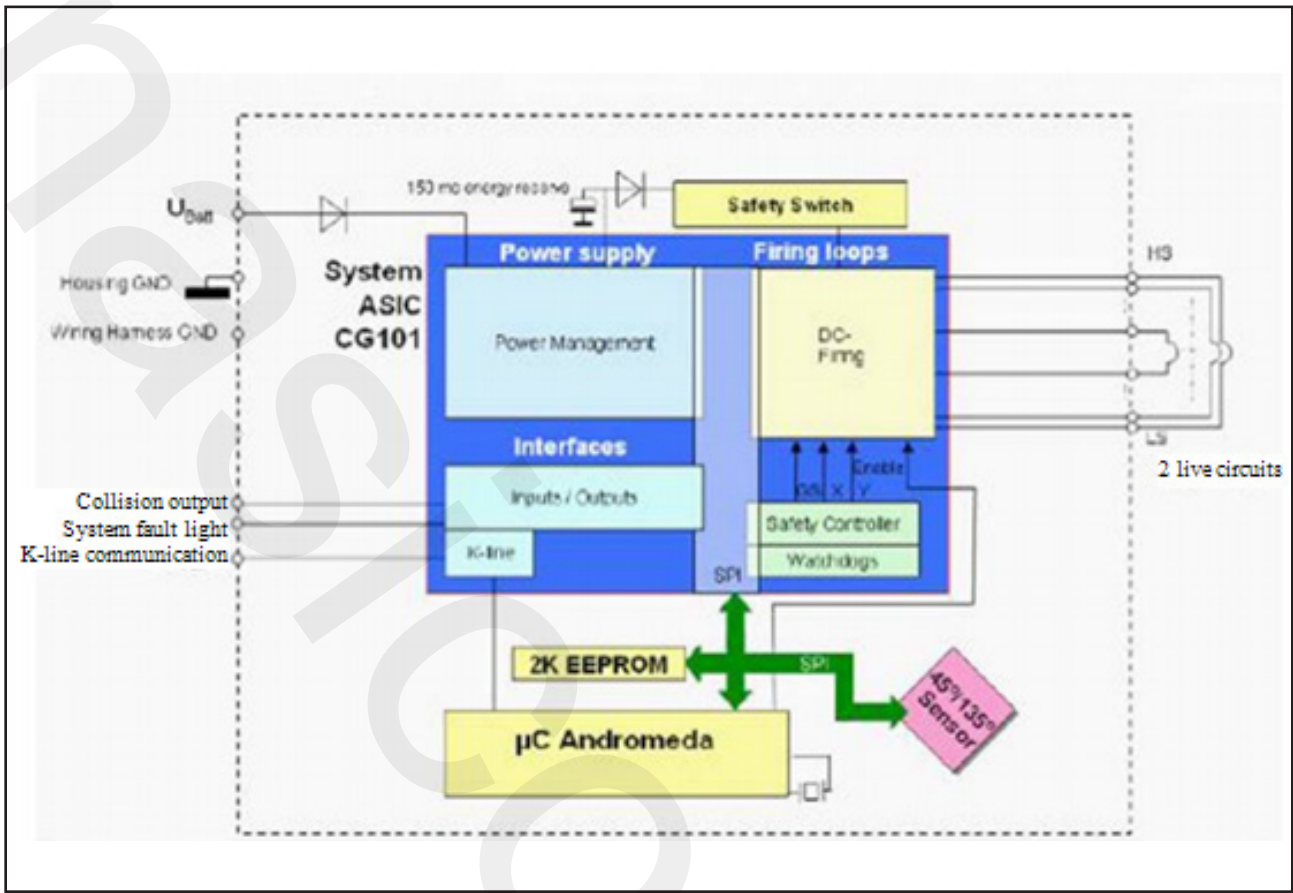 150 ms energy reserve
Safety Switch
UBatt
Power supply
Firing loops
HS
System
ASIC
CG101
Housing GND
Power Management
DC-
Firing
Wiring Harness GND
LS
Interfaces
2 live circuits
Enable
Inputs / Outputs
X Y
Collision output
System fault light
Safety Controller
K-line communication
K-line
Watchdogs
SPI
2K EEPROM
SPI
45°/135°
Sensor
µC Andromeda